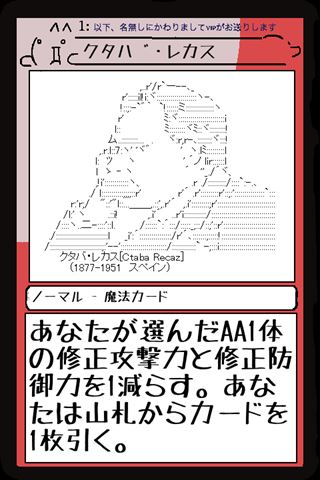 1: 以下、名無しにかわりましてVIPがお送りします
クタバ・レカス
クタバ・レカス[Ctaba Recaz]
(1877-1951 スペイン)
ノーマル - 魔法カード
あなたが選んだAA1体
の修正攻撃力と修正防
御力を1減らす。あな
たは山札からカードを
1枚引く。